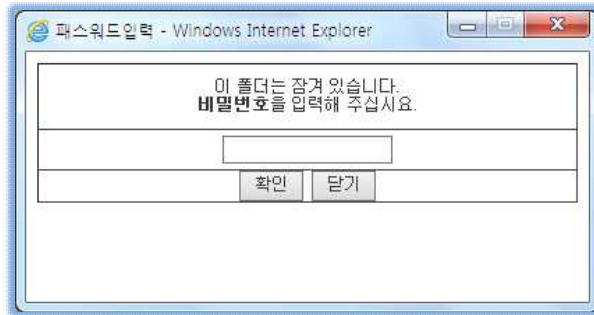 패스워드입력 - Windows Internet Explorer
이 폴더는 잠겨 있습니다.
비밀번호을 입력해 주십시요.
확인 닫기